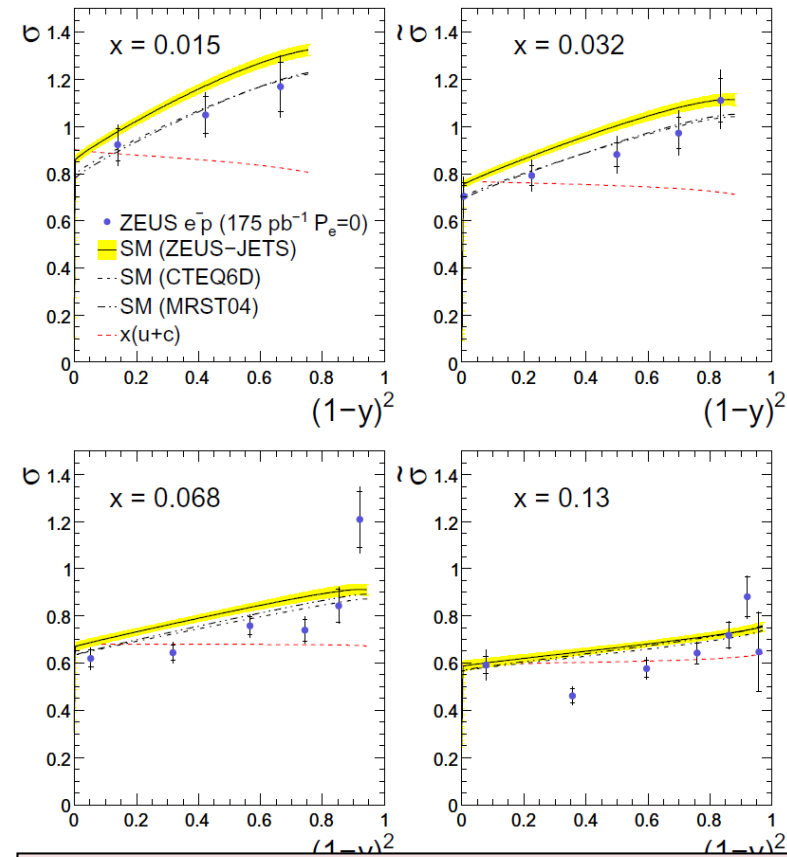 σ
x = 0.015
1.4
1.2
1
0.8
0.6
0.4
0.2
0
ZEUS e⁻p (175 pb⁻¹ Pₑ=0)
SM (ZEUS-JETS)
SM (CTEQ6D)
SM (MRST04)
x(u+c)
0 0.2 0.4 0.6 0.8 1
(1−y)²
σ̃
x = 0.032
1.4
1.2
1
0.8
0.6
0.4
0.2
0
0 0.2 0.4 0.6 0.8 1
(1−y)²
σ
x = 0.068
1.4
1.2
1
0.8
0.6
0.4
0.2
0
0 0.2 0.4 0.6 0.8 1
(1−y)²
σ̃
x = 0.13
1.4
1.2
1
0.8
0.6
0.4
0.2
0
0 0.2 0.4 0.6 0.8 1
(1−y)²